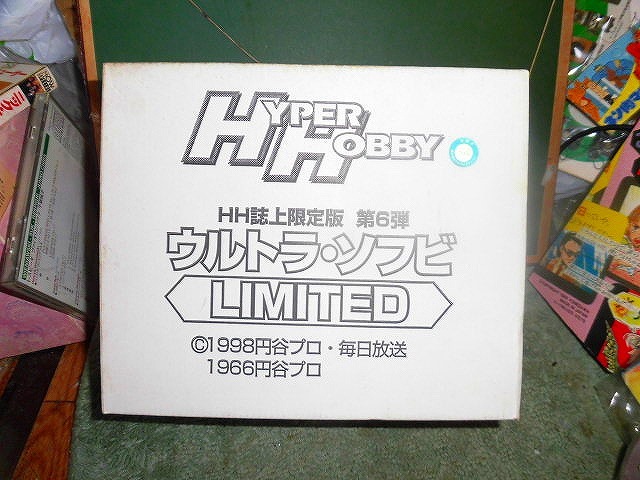 HYPER
HOBBY
HH誌上限定版 第6弾
ウルトラ・ソフビ
LIMITED
©1998円谷プロ・毎日放送
1966円谷プロ